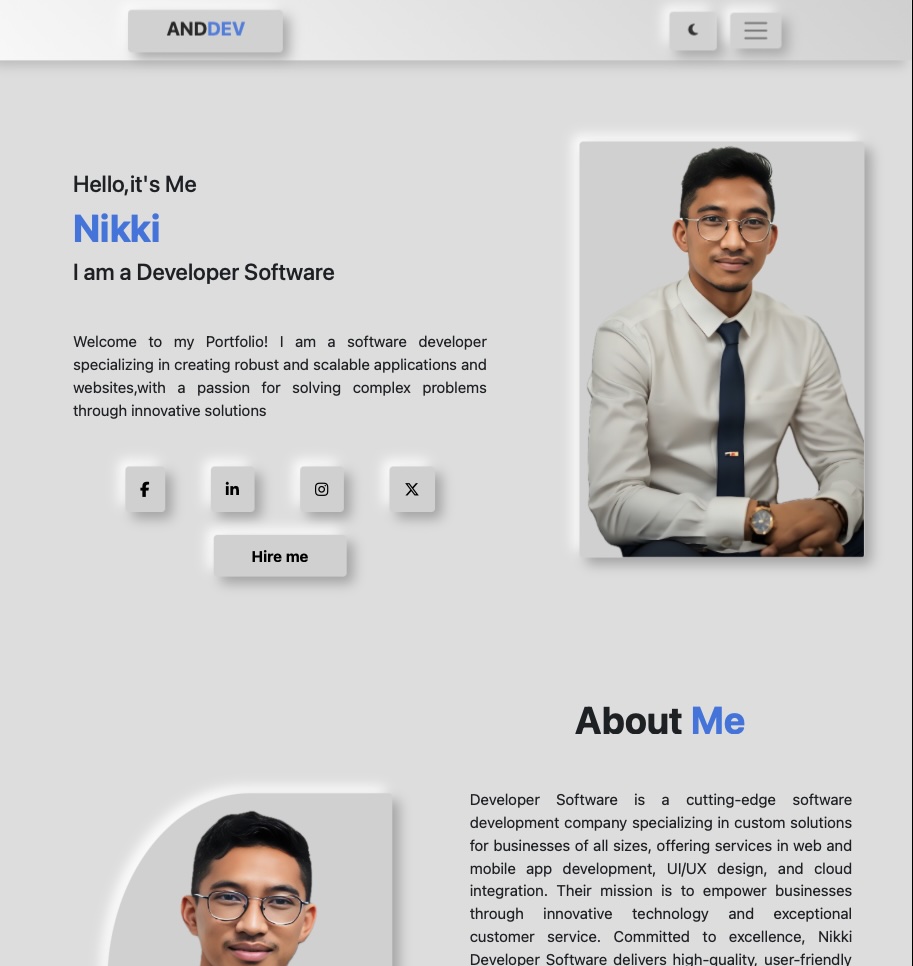 ANDDEV
Hello,it's Me
Nikki
I am a Developer Software
Welcome to my Portfolio! I am a software developer
specializing in creating robust and scalable applications and
websites,with a passion for solving complex problems
through innovative solutions
Hire me
About Me
Developer Software is a cutting-edge software
development company specializing in custom solutions
for businesses of all sizes, offering services in web and
mobile app development, UI/UX design, and cloud
integration. Their mission is to empower businesses
through innovative technology and exceptional
customer service. Committed to excellence, Nikki
Developer Software delivers high-quality, user-friendly